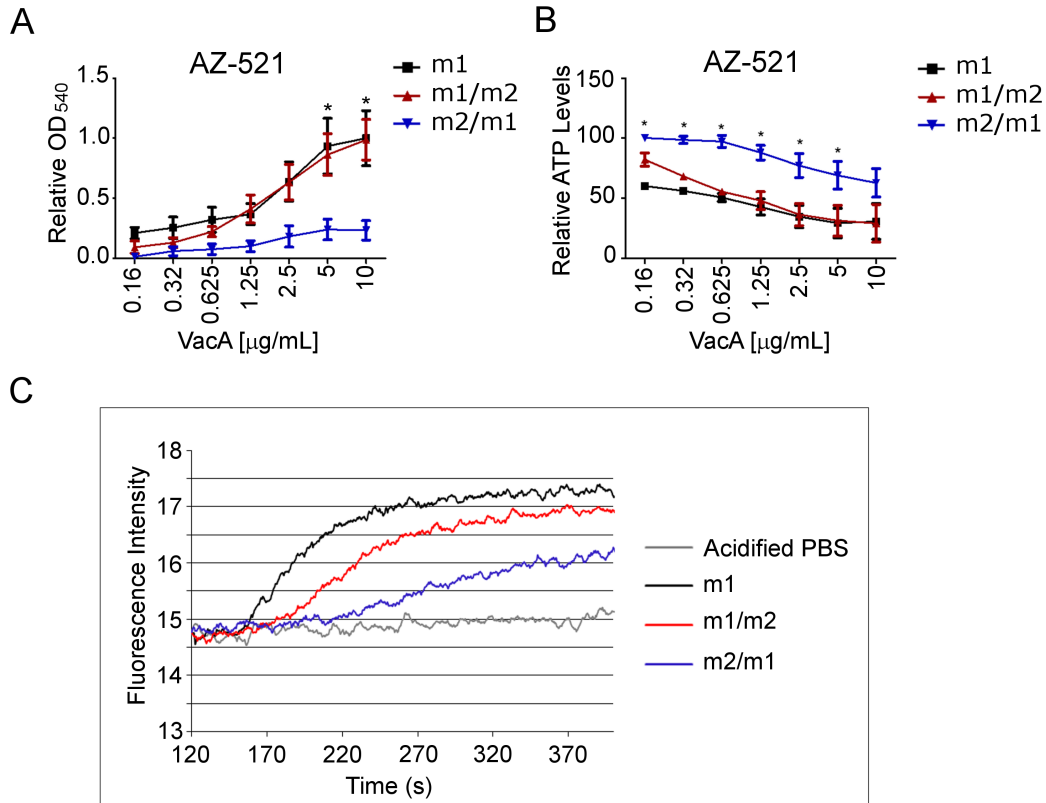 A
AZ-521
m1
m1/m2
m2/m1
1.5
1.0
0.5
0.0
Relative OD540
* *
0.16 0.32 0.625 1.25 2.5 5 10
VacA [μg/mL]
B
AZ-521
m1
m1/m2
m2/m1
150
100
50
0
Relative ATP Levels
* * * * * *
0.16 0.32 0.625 1.25 2.5 5 10
VacA [μg/mL]
C
18
17
16
15
14
13
Fluorescence Intensity
120 170 220 270 320 370
Time (s)
Acidified PBS
m1
m1/m2
m2/m1